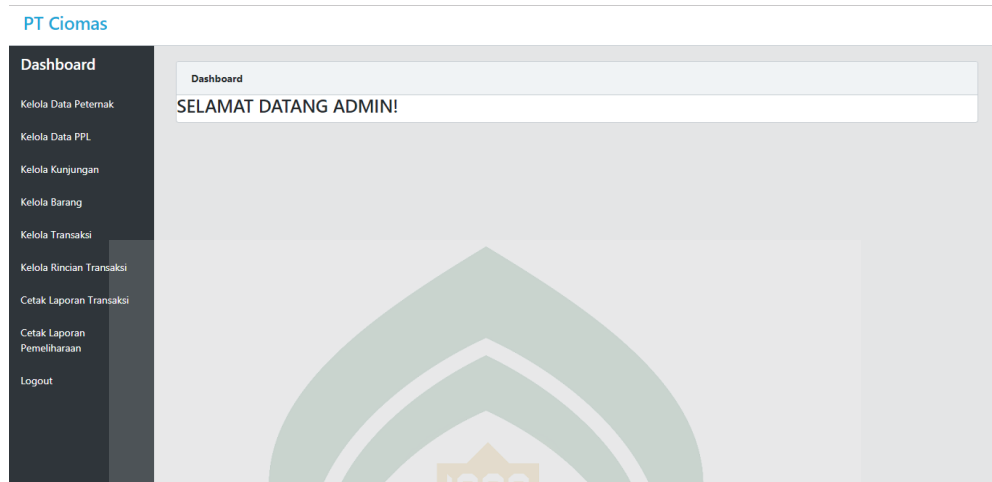 PT Ciomas
Dashboard
Kelola Data Peternak
Kelola Data PPL
Kelola Kunjungan
Kelola Barang
Kelola Transaksi
Kelola Rincian Transaksi
Cetak Laporan Transaksi
Cetak Laporan
Pemeliharaan
Logout
Dashboard
SELAMAT DATANG ADMIN!